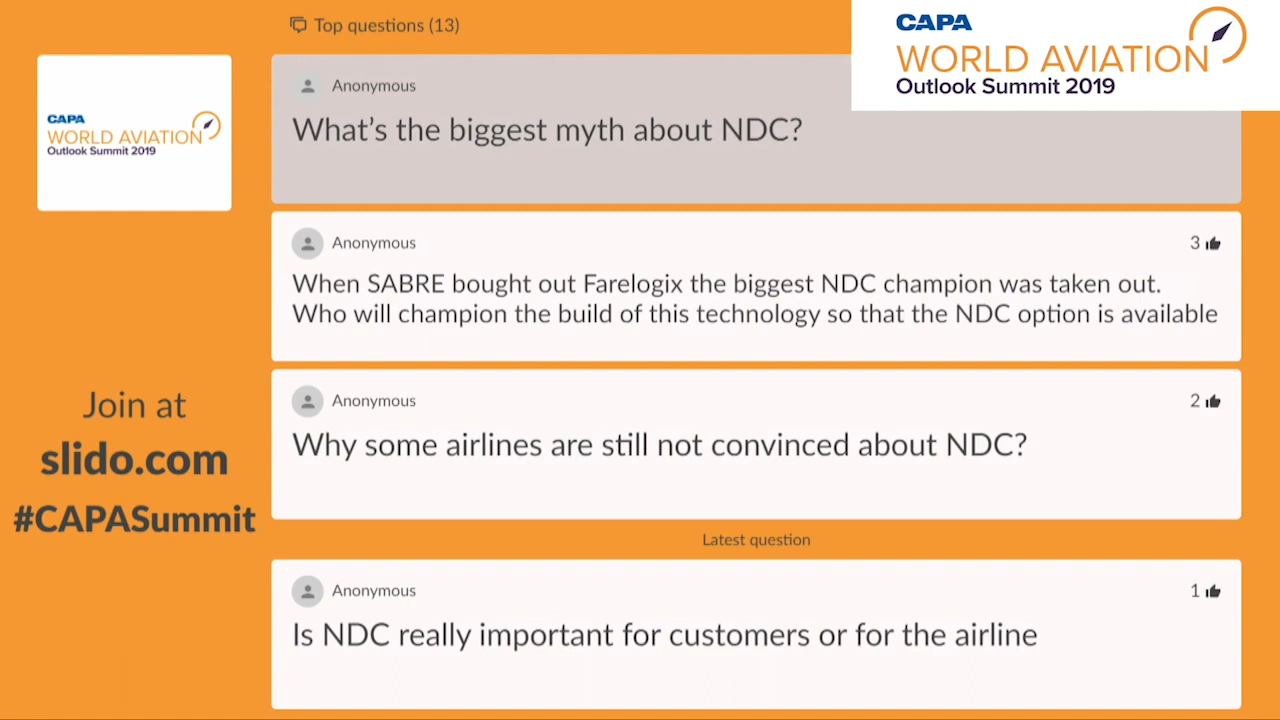 Top questions (13)
CAPA
WORLD AVIATION
Outlook Summit 2019
CAPA
WORLD AVIATION
Outlook Summit 2019
Anonymous
What's the biggest myth about NDC?
Anonymous
3
When SABRE bought out Farelogix the biggest NDC champion was taken out.
Who will champion the build of this technology so that the NDC option is available
Anonymous
2
Why some airlines are still not convinced about NDC?
Join at
slido.com
#CAPASummit
Latest question
Anonymous
1
Is NDC really important for customers or for the airline